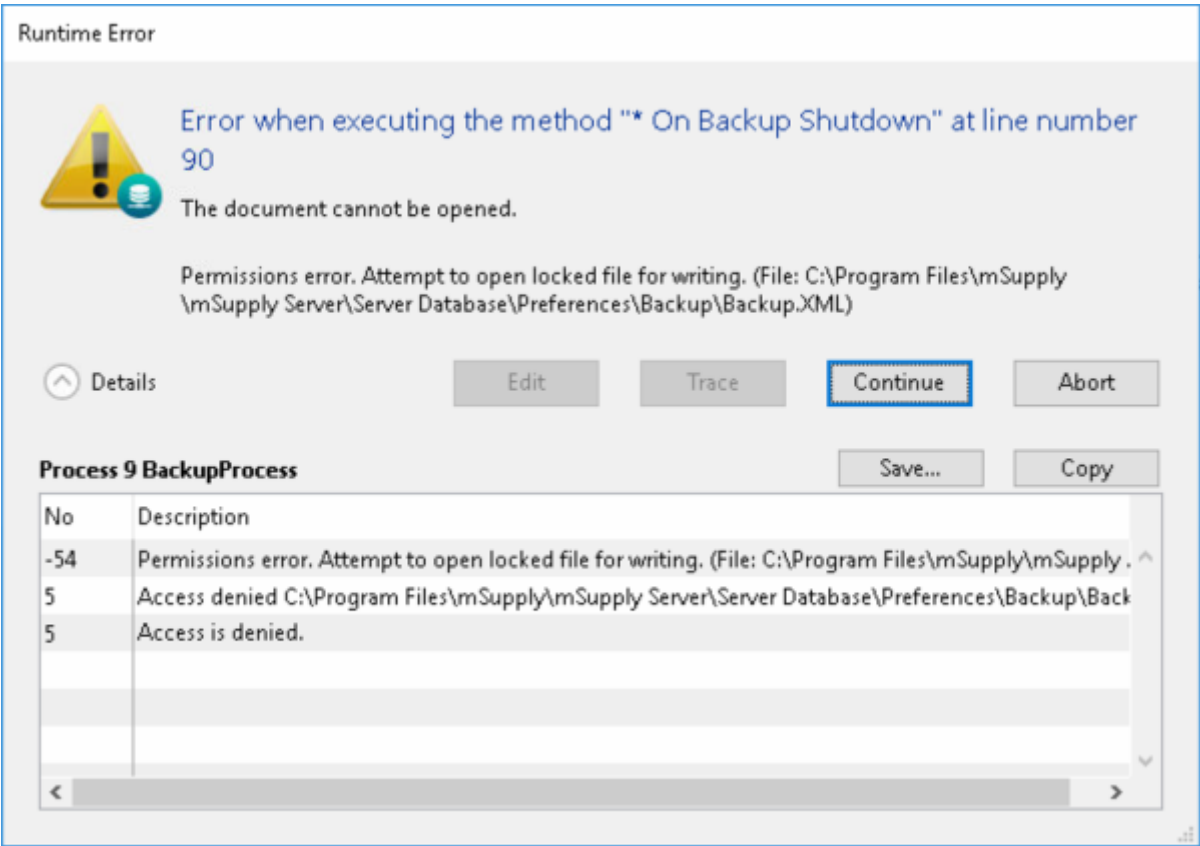 Runtime Error
Error when executing the method "* On Backup Shutdown" at line number
90
The document cannot be opened.
Permissions error. Attempt to open locked file for writing. (File: C:\Program Files\mSupply
\mSupply Server\Server Database\Preferences\Backup\Backup.XML)
Details Edit Trace Continue Abort
Process 9 BackupProcess Save... Copy
No Description
-54 Permissions error. Attempt to open locked file for writing. (File: C:\Program Files\mSupply\mSupply .
5 Access denied C:\Program Files\mSupply\mSupply Server\Server Database\Preferences\Backup\Back
5 Access is denied.